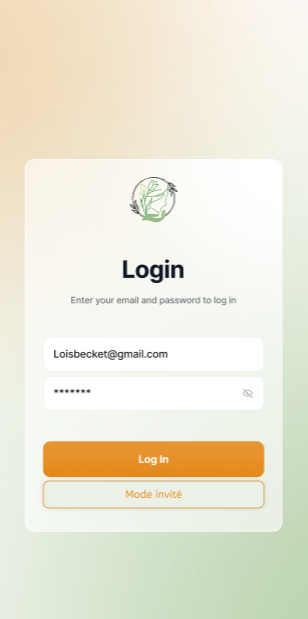 Login
Enter your email and password to log in
Loisbecket@gmail.com
*******
Log In
Mode invité